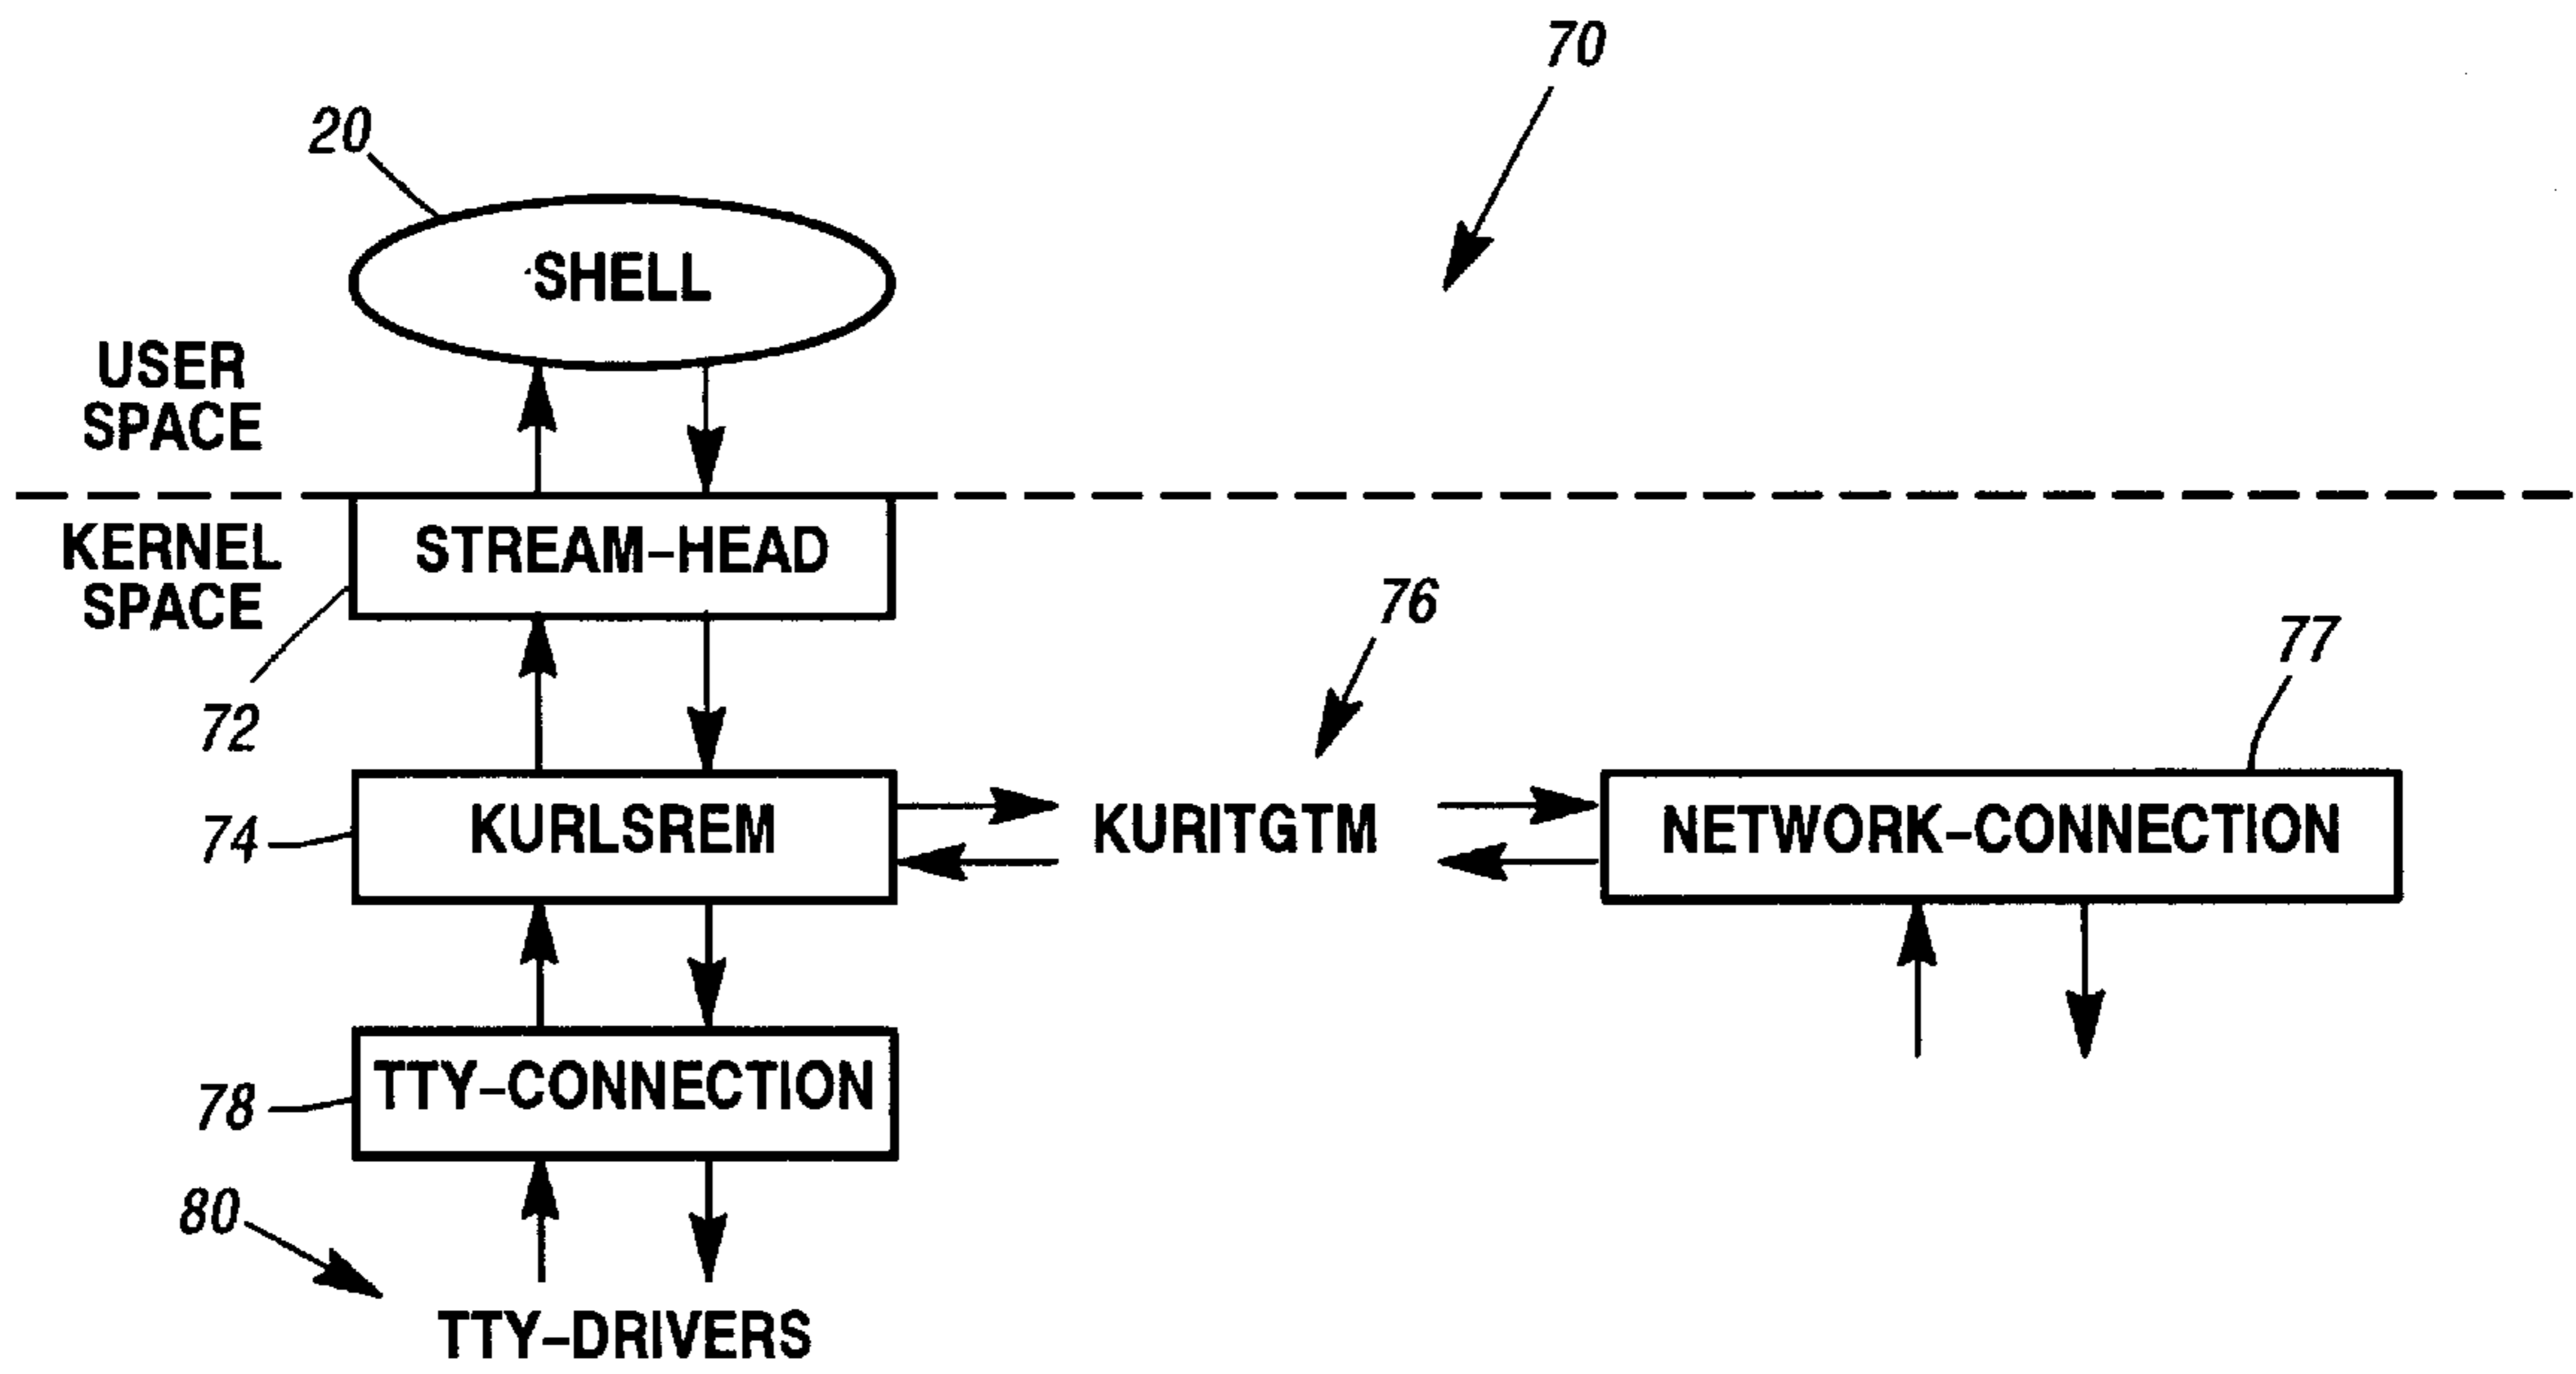 70
20
SHELL
USER
SPACE
KERNEL
SPACE
STREAM-HEAD
76
77
72
74
KURLSREM
KURITGTM
NETWORK-CONNECTION
78
TTY-CONNECTION
80
TTY-DRIVERS